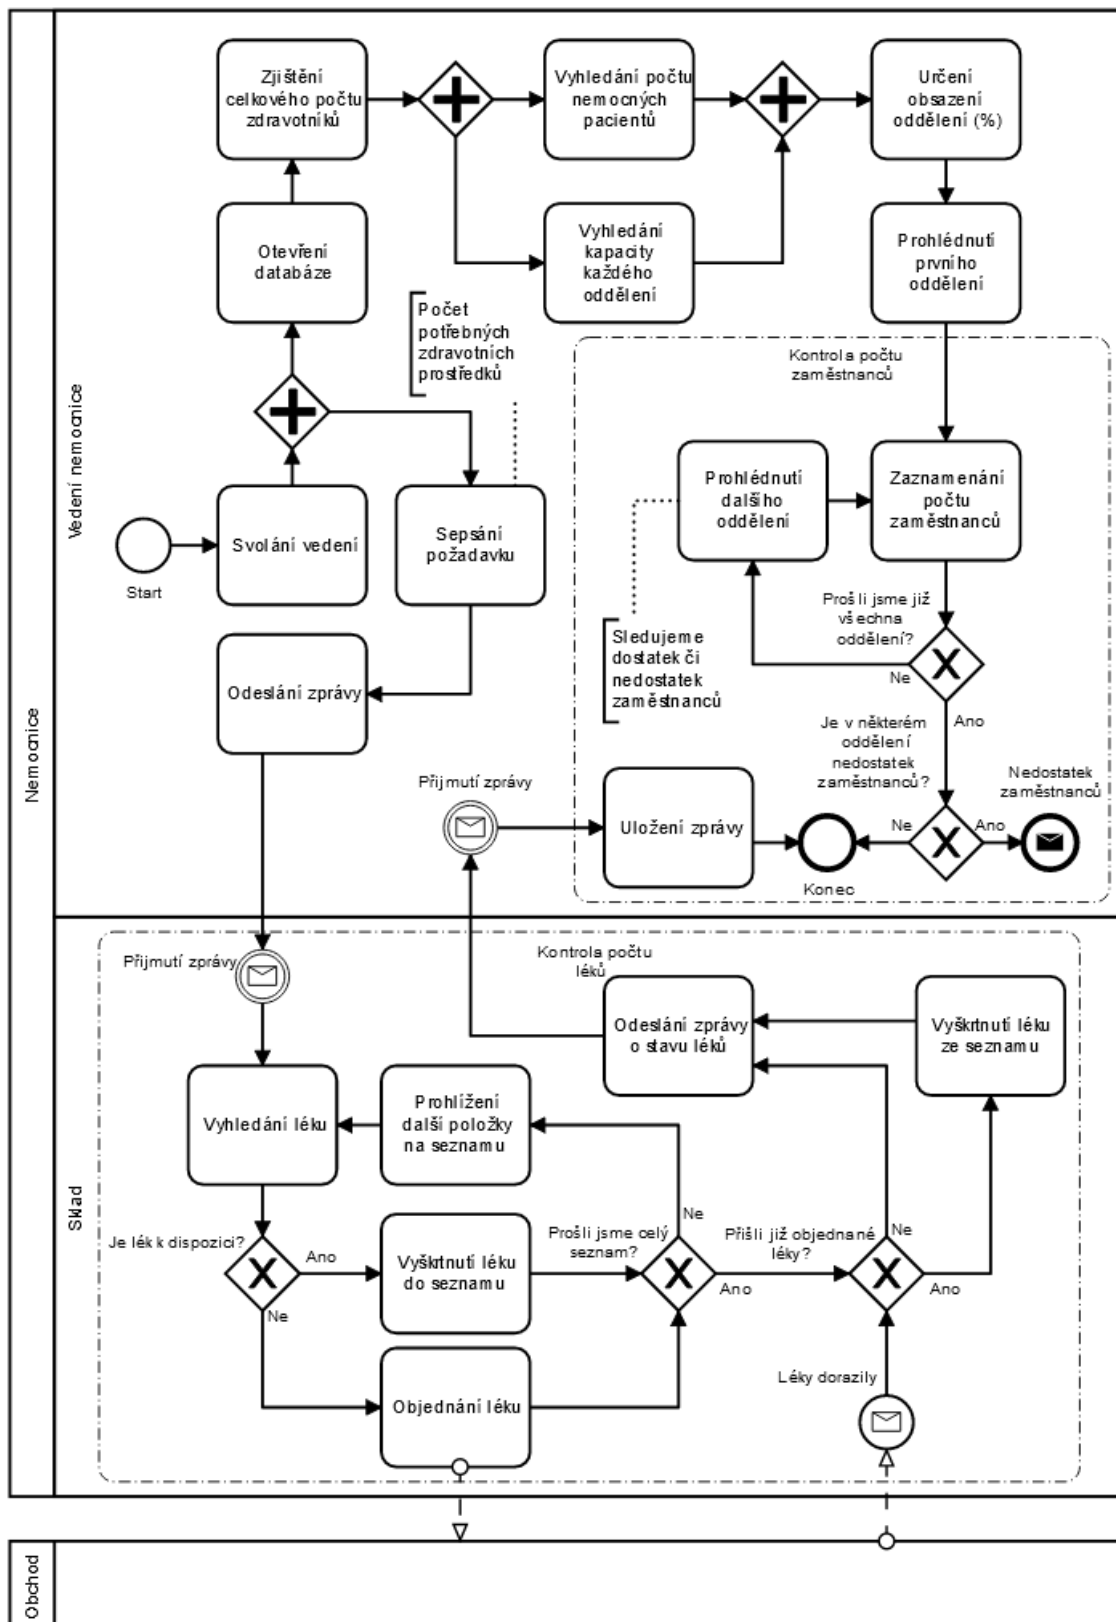 Nemocnice
Vedení nemocnice
Zjištění
celkového počtu
zdravotníků
Vyhledání počtu
nemocných
pacientů
Určení
obsazení
oddělení (%)
Otevření
databáze
Vyhledání
kapacity
každého
oddělení
Prohlédnutí
prvního
oddělení
Počet
potřebných
zdravotních
prostředků
Kontrola počtu
zaměstnanců
Prohlédnutí
dalšího
oddělení
Zaznamenání
počtu
zaměstnanců
Start
Svolání vedení
Sepsání
požadavku
Prošli jsme již
všechna
oddělení?
Ne
Ano
Sledujeme
dostatek či
nedostatek
zaměstnanců
Odeslání zprávy
Je v některém
oddělení
nedostatek
zaměstnanců?
Nedostatek
zaměstnanců
Přijmutí zprávy
Uložení zprávy
Ne
Ano
Konec
Sklad
Přijmutí zprávy
Kontrola počtu
léků
Odeslání zprávy
o stavu léků
Vyškrtnutí léku
ze seznamu
Vyhledání léku
Prohlížení
další položky
na seznamu
Je lék k dispozici?
Ano
Ne
Vyškrtnutí léku
do seznamu
Prošli jsme celý
seznam?
Ne
Ano
Přišli již objednané
léky?
Ne
Ano
Objednání léku
Léky dorazily
Obchod